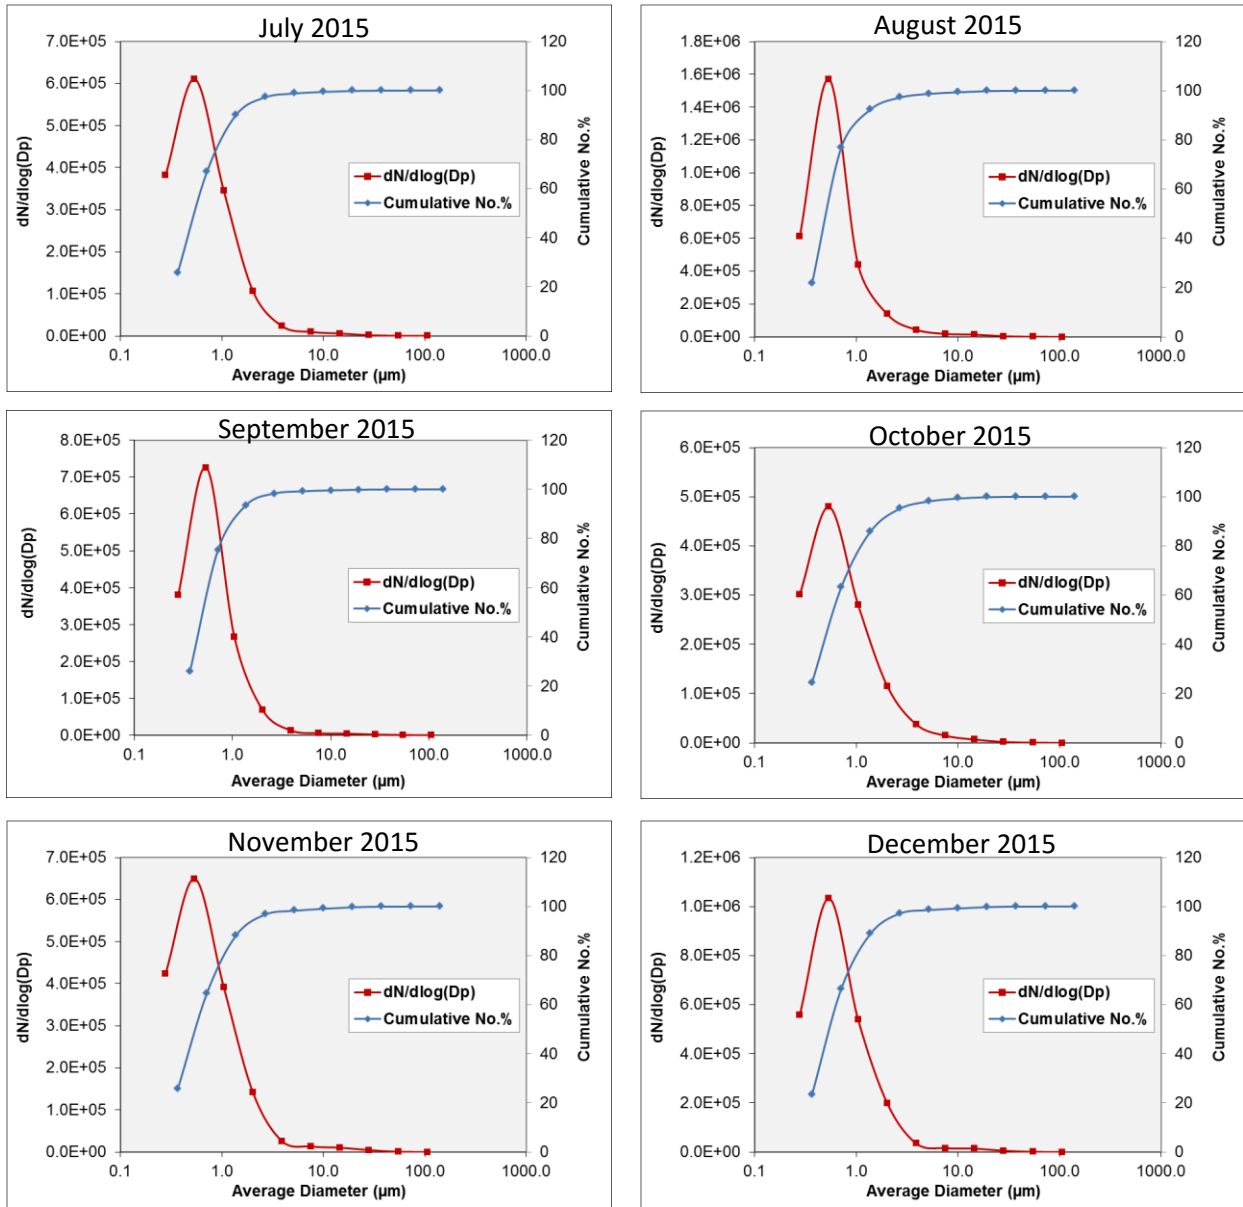 July 2015
7.0E+05
6.0E+05
5.0E+05
4.0E+05
3.0E+05
2.0E+05
1.0E+05
0.0E+00
dN/dlog(Dp)
120
100
80
60
40
20
0
Cumulative No.%
dN/dlog(Dp)
Cumulative No.%
0.1 1.0 10.0 100.0 1000.0
Average Diameter (µm)
August 2015
1.8E+06
1.6E+06
1.4E+06
1.2E+06
1.0E+06
8.0E+05
6.0E+05
4.0E+05
2.0E+05
0.0E+00
dN/dlog(Dp)
120
100
80
60
40
20
0
Cumulative No.%
dN/dlog(Dp)
Cumulative No.%
0.1 1.0 10.0 100.0 1000.0
Average Diameter (µm)
September 2015
8.0E+05
7.0E+05
6.0E+05
5.0E+05
4.0E+05
3.0E+05
2.0E+05
1.0E+05
0.0E+00
dN/dlog(Dp)
120
100
80
60
40
20
0
Cumulative No.%
dN/dlog(Dp)
Cumulative No.%
0.1 1.0 10.0 100.0 1000.0
Average Diameter (µm)
October 2015
6.0E+05
5.0E+05
4.0E+05
3.0E+05
2.0E+05
1.0E+05
0.0E+00
dN/dlog(Dp)
120
100
80
60
40
20
0
Cumulative No.%
dN/dlog(Dp)
Cumulative No.%
0.1 1.0 10.0 100.0 1000.0
Average Diameter (µm)
November 2015
7.0E+05
6.0E+05
5.0E+05
4.0E+05
3.0E+05
2.0E+05
1.0E+05
0.0E+00
dN/dlog(Dp)
120
100
80
60
40
20
0
Cumulative No.%
dN/dlog(Dp)
Cumulative No.%
0.1 1.0 10.0 100.0 1000.0
Average Diameter (µm)
December 2015
1.2E+06
1.0E+06
8.0E+05
6.0E+05
4.0E+05
2.0E+05
0.0E+00
dN/dlog(Dp)
120
100
80
60
40
20
0
Cumulative No.%
dN/dlog(Dp)
Cumulative No.%
0.1 1.0 10.0 100.0 1000.0
Average Diameter (µm)